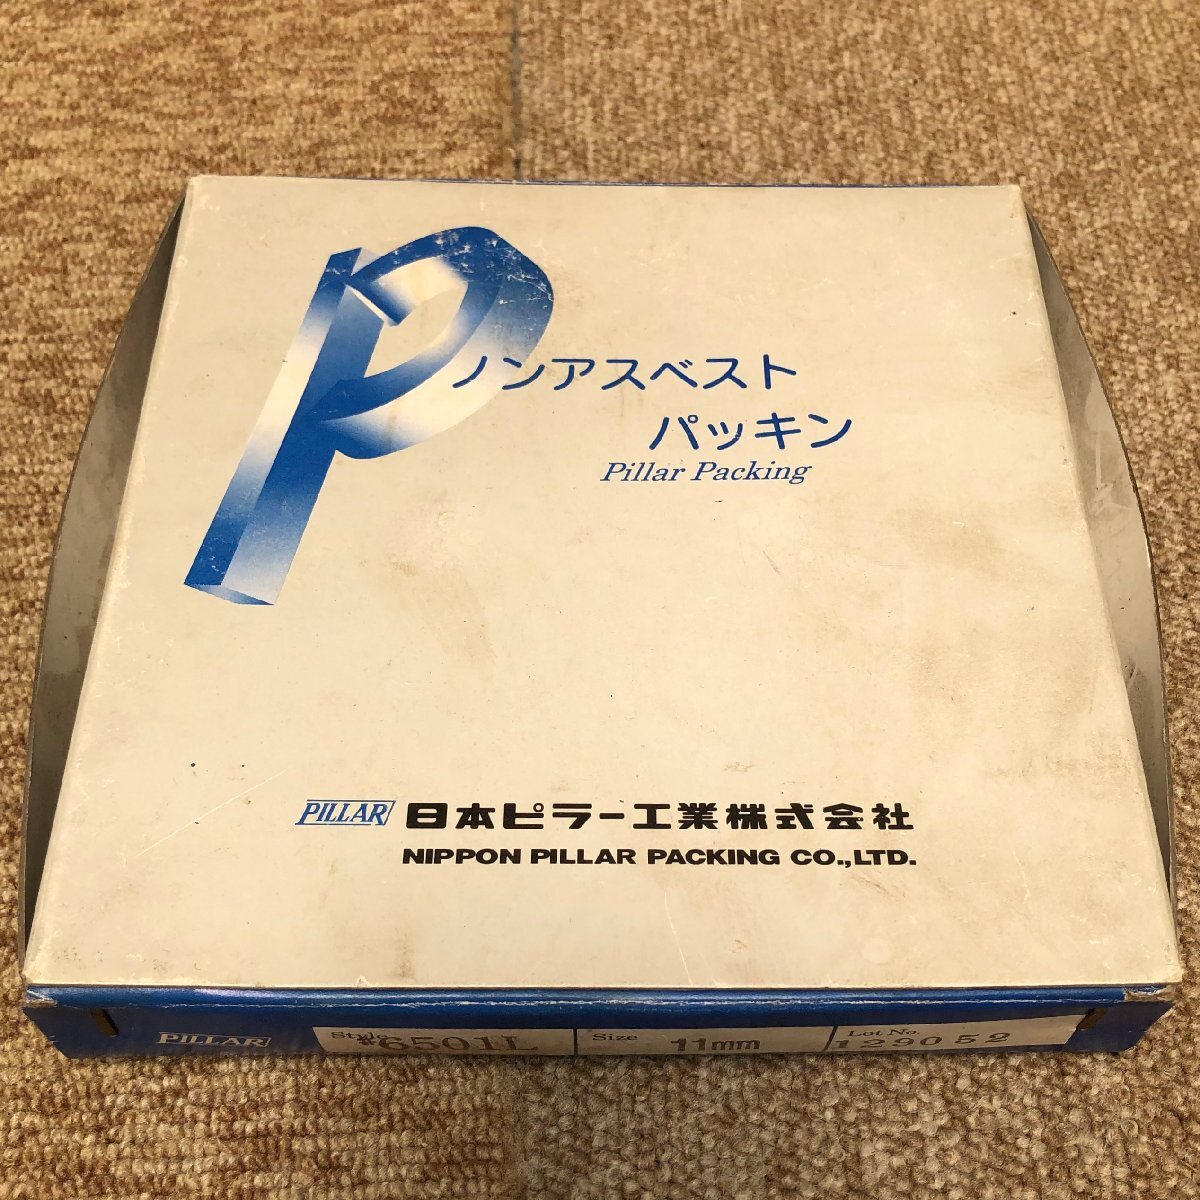 P
ノンアスベスト
パッキン
Pillar Packing
PILLAR 日本ピラー工業株式会社
NIPPON PILLAR PACKING CO.,LTD.
PILLAR Style 6501L Size 11mm Lot No. 129052